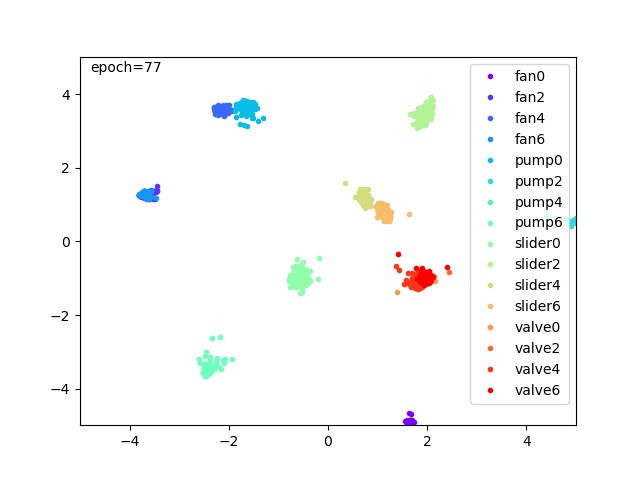 epoch=77
fan0
fan2
fan4
fan6
pump0
pump2
pump4
pump6
slider0
slider2
slider4
slider6
valve0
valve2
valve4
valve6
4
2
0
−2
−4
−4
−2
0
2
4